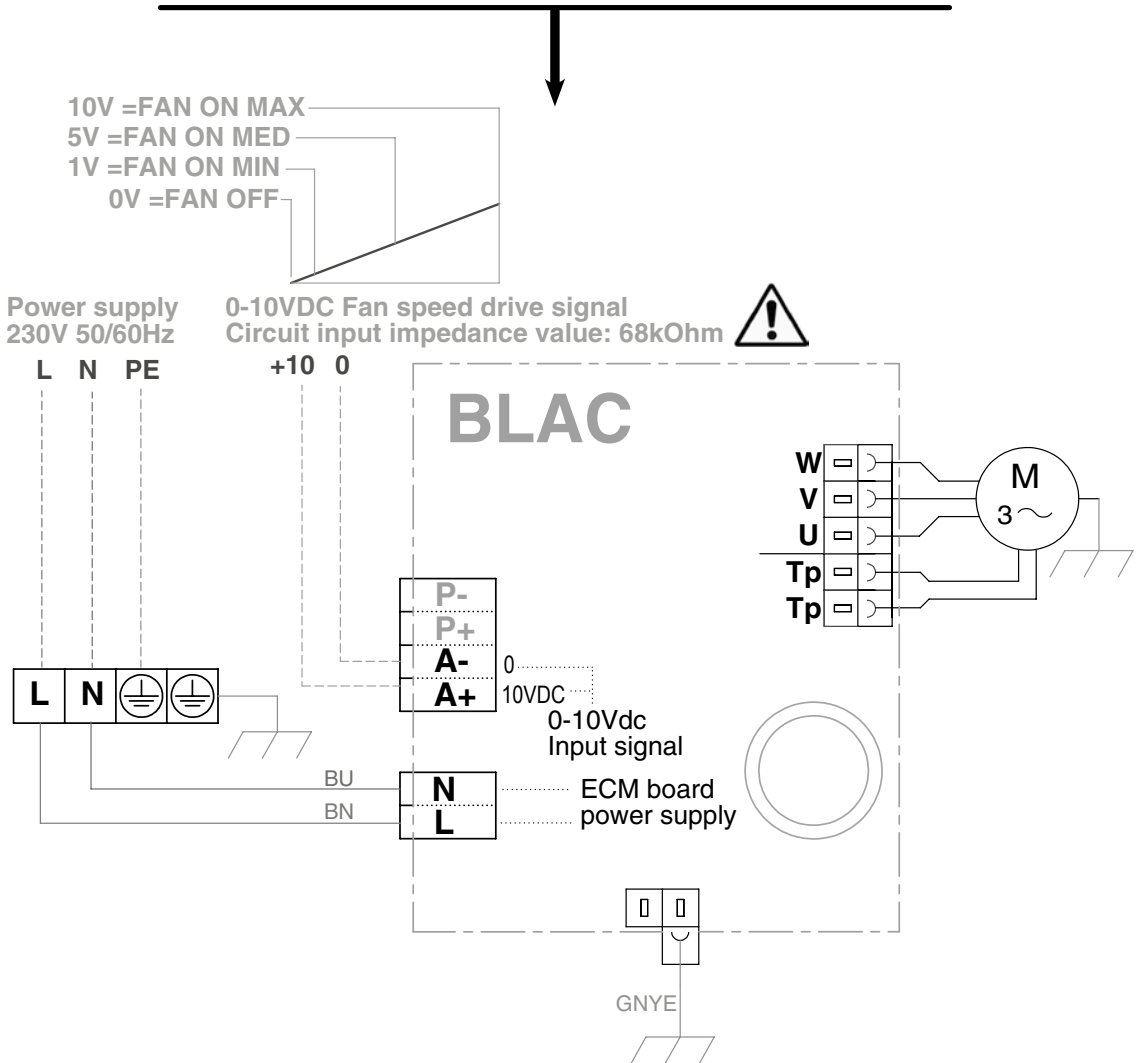 10V =FAN ON MAX
5V =FAN ON MED
1V =FAN ON MIN
0V =FAN OFF
Power supply
230V 50/60Hz
L N PE
0-10VDC Fan speed drive signal
Circuit input impedance value: 68kOhm
+10 0
BLAC
W
V
U
Tp
Tp
M
3
P-
P+
A- 0
A+ 10VDC
0-10Vdc
Input signal
L N
BU
BN
N
L
ECM board
power supply
GNYE